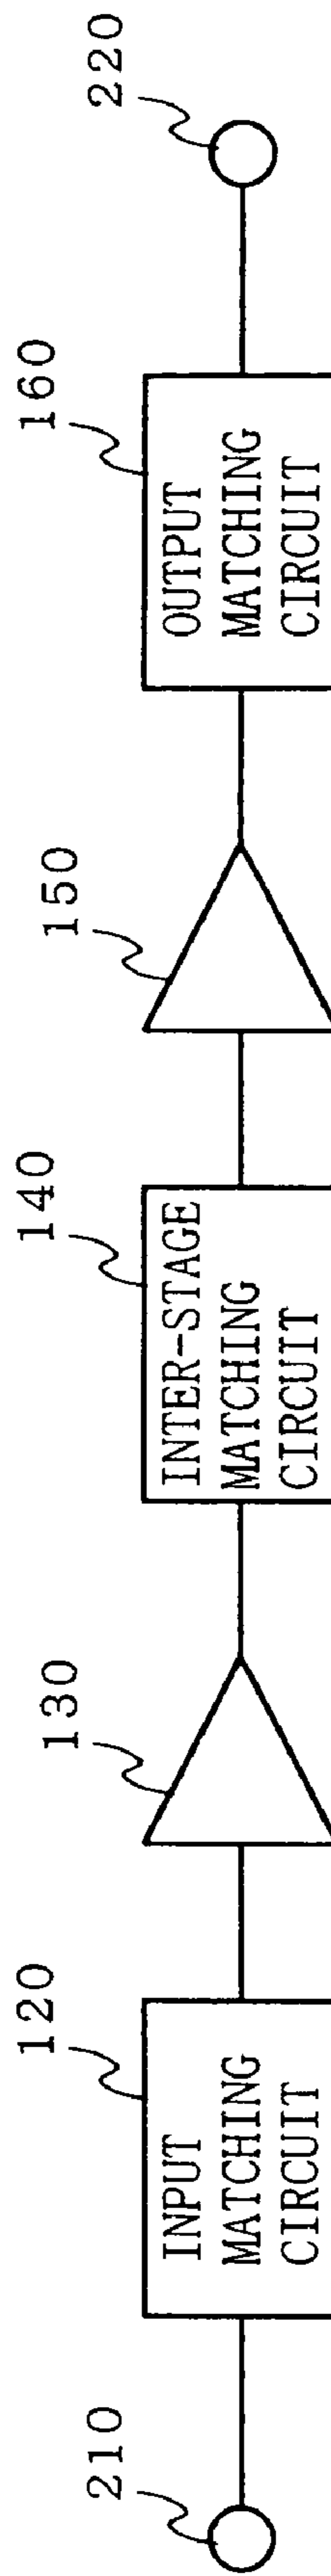 210
120
INPUT
MATCHING
CIRCUIT
130
140
INTER-STAGE
MATCHING
CIRCUIT
150
160
OUTPUT
MATCHING
CIRCUIT
220